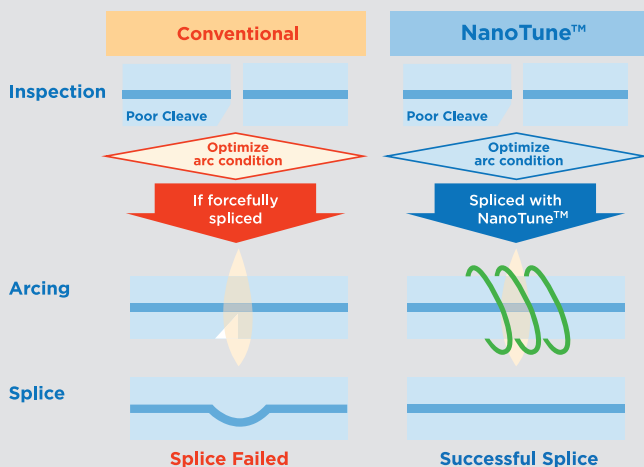 Conventional
NanoTune™
Inspection
Poor Cleave
Poor Cleave
Optimize
arc condition
Optimize
arc condition
If forcefully
spliced
Spliced with
NanoTune™
Arcing
Splice
Splice Failed
Successful Splice